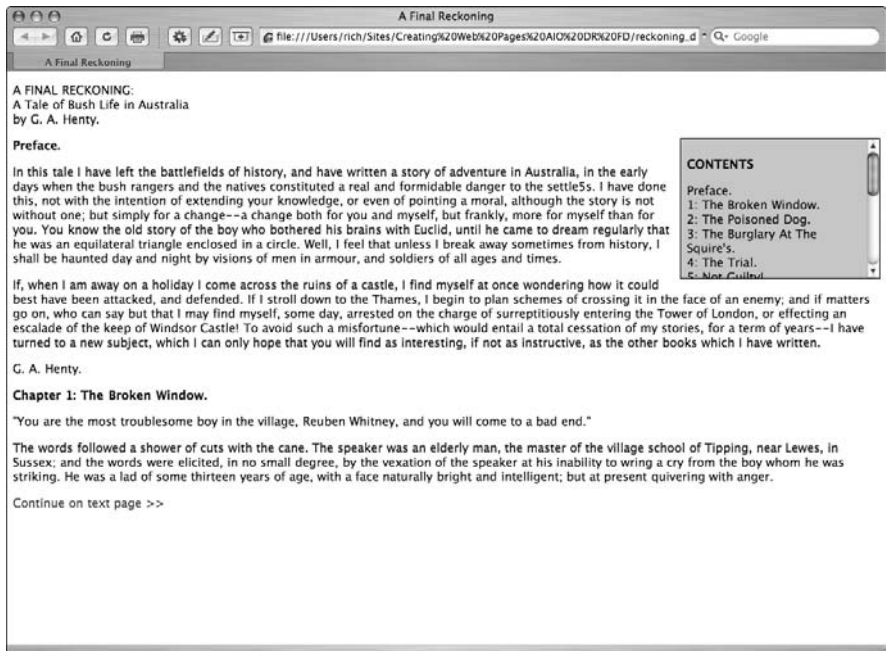 A Final Reckoning
file:///Users/rich/Sites/Creating%20Web%20Pages%20AIO%20DR%20FD/reckoning_d
Google
A Final Reckoning
A FINAL RECKONING:
A Tale of Bush Life in Australia
by G. A. Henty.
Preface.
In this tale I have left the battlefields of history, and have written a story of adventure in Australia, in the early
days when the bush rangers and the natives constituted a real and formidable danger to the settle5s. I have done
this, not with the intention of extending your knowledge, or even of pointing a moral, although the story is not
without one; but simply for a change--a change both for you and myself, but frankly, more for myself than for
you. You know the old story of the boy who bothered his brains with Euclid, until he came to dream regularly that
he was an equilateral triangle enclosed in a circle. Well, I feel that unless I break away sometimes from history, I
shall be haunted day and night by visions of men in armour, and soldiers of all ages and times.
CONTENTS
Preface.
1: The Broken Window.
2: The Poisoned Dog.
3: The Burglary At The
Squire's.
4: The Trial.
5: Not Guilty!
If, when I am away on a holiday I come across the ruins of a castle, I find myself at once wondering how it could
best have been attacked, and defended. If I stroll down to the Thames, I begin to plan schemes of crossing it in the face of an enemy; and if matters
go on, who can say but that I may find myself, some day, arrested on the charge of surreptitiously entering the Tower of London, or effecting an
escalade of the keep of Windsor Castle! To avoid such a misfortune--which would entail a total cessation of my stories, for a term of years--I have
turned to a new subject, which I can only hope that you will find as interesting, if not as instructive, as the other books which I have written.
G. A. Henty.
Chapter 1: The Broken Window.
"You are the most troublesome boy in the village, Reuben Whitney, and you will come to a bad end."
The words followed a shower of cuts with the cane. The speaker was an elderly man, the master of the village school of Tipping, near Lewes, in
Sussex; and the words were elicited, in no small degree, by the vexation of the speaker at his inability to wring a cry from the boy whom he was
striking. He was a lad of some thirteen years of age, with a face naturally bright and intelligent; but at present quivering with anger.
Continue on text page >>